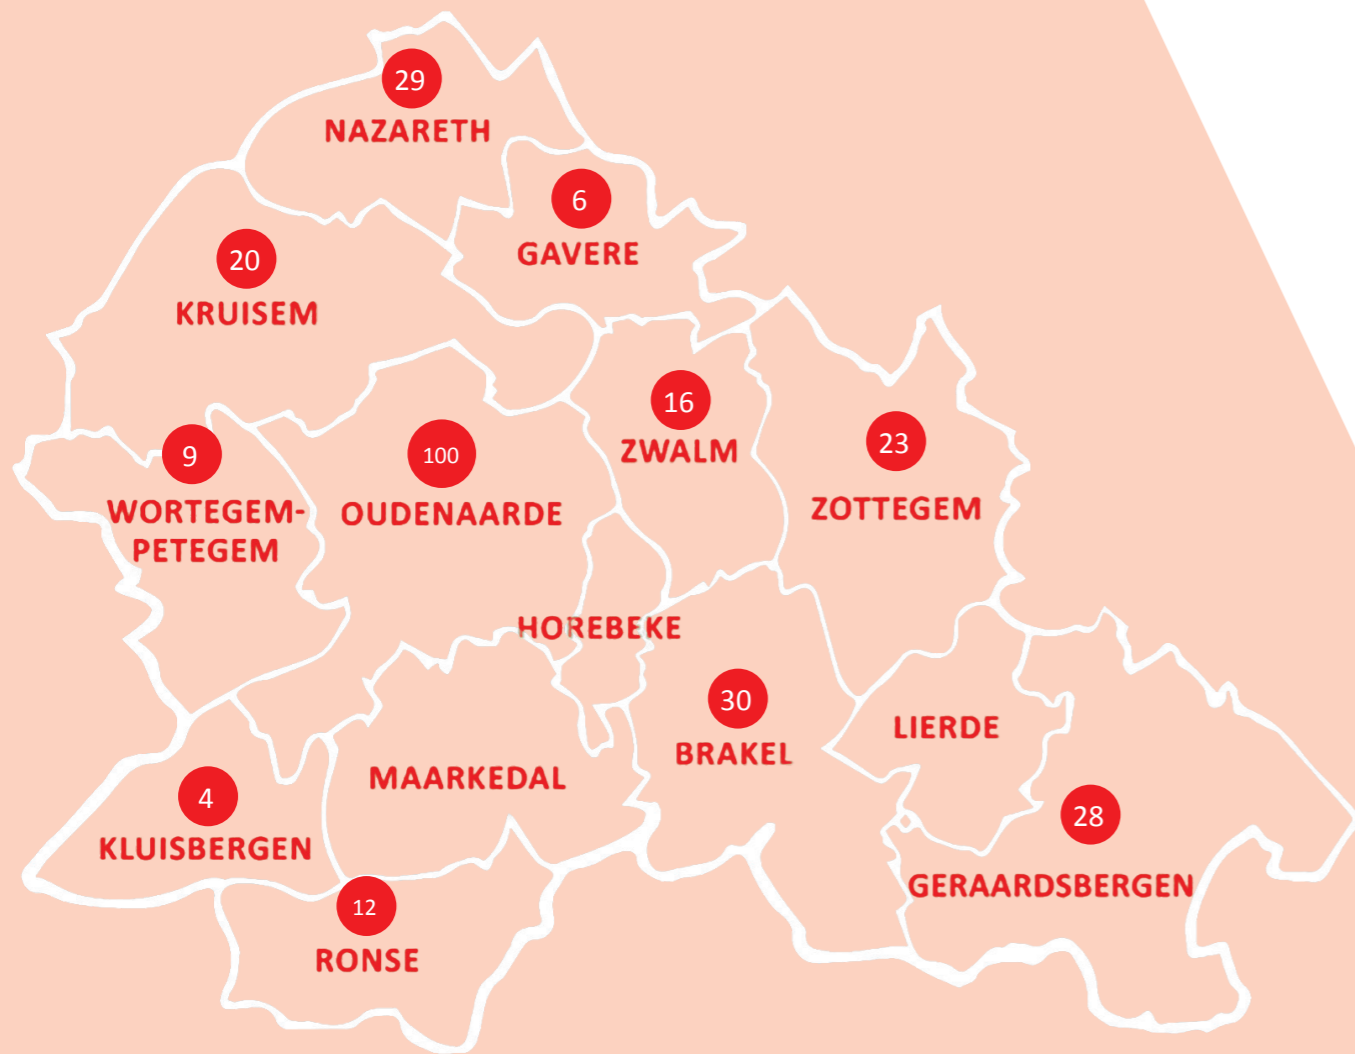 29
NAZARETH
6
GAVERE
20
KRUISEM
16
ZWALM
23
ZOTTEGEM
9
WORTEGEM-
PETEGEM
100
OUDENAARDE
HOREBEKE
30
BRAKEL
LIERDE
MAARKEDAL
4
KLUISBERGEN
28
GERAARDSBERGEN
12
RONSE